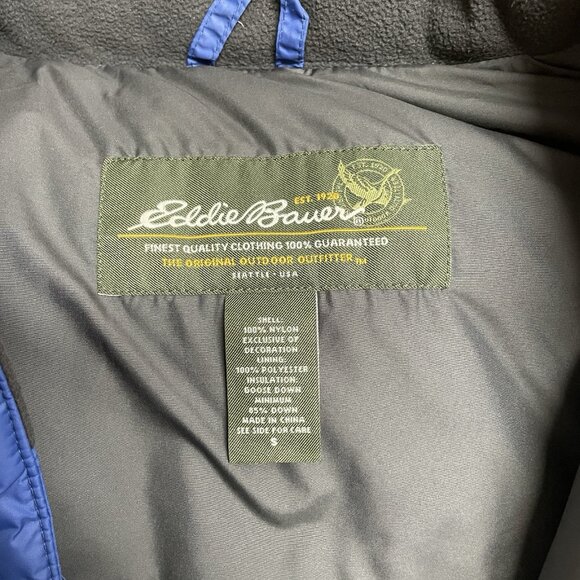 EST. 1920
Eddie Bauer®
FINEST QUALITY CLOTHING 100% GUARANTEED
THE ORIGINAL OUTDOOR OUTFITTER™
SEATTLE · USA
SHELL:
100% NYLON
EXCLUSIVE OF
DECORATION
LINING:
100% POLYESTER
INSULATION:
GOOSE DOWN
MINIMUM
85% DOWN
MADE IN CHINA
SEE SIDE FOR CARE
S